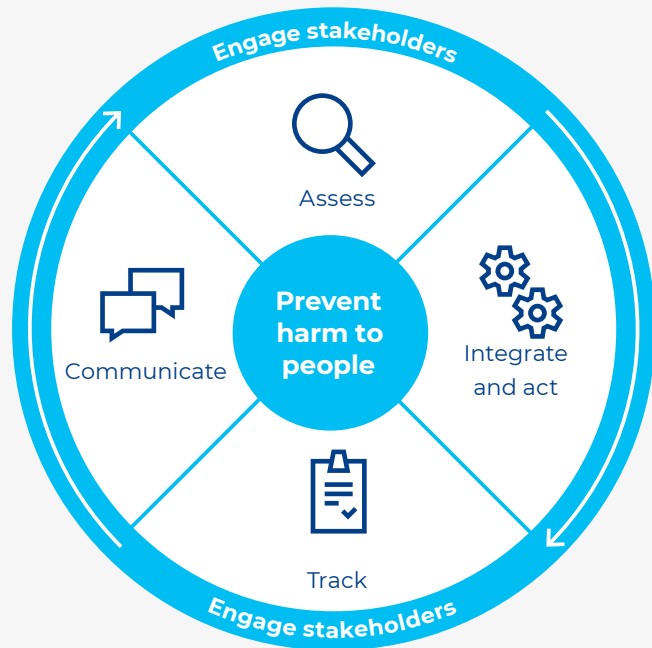 Engage stakeholders
Assess
Prevent
harm to
people
Communicate
Integrate
and act
Track
Engage stakeholders